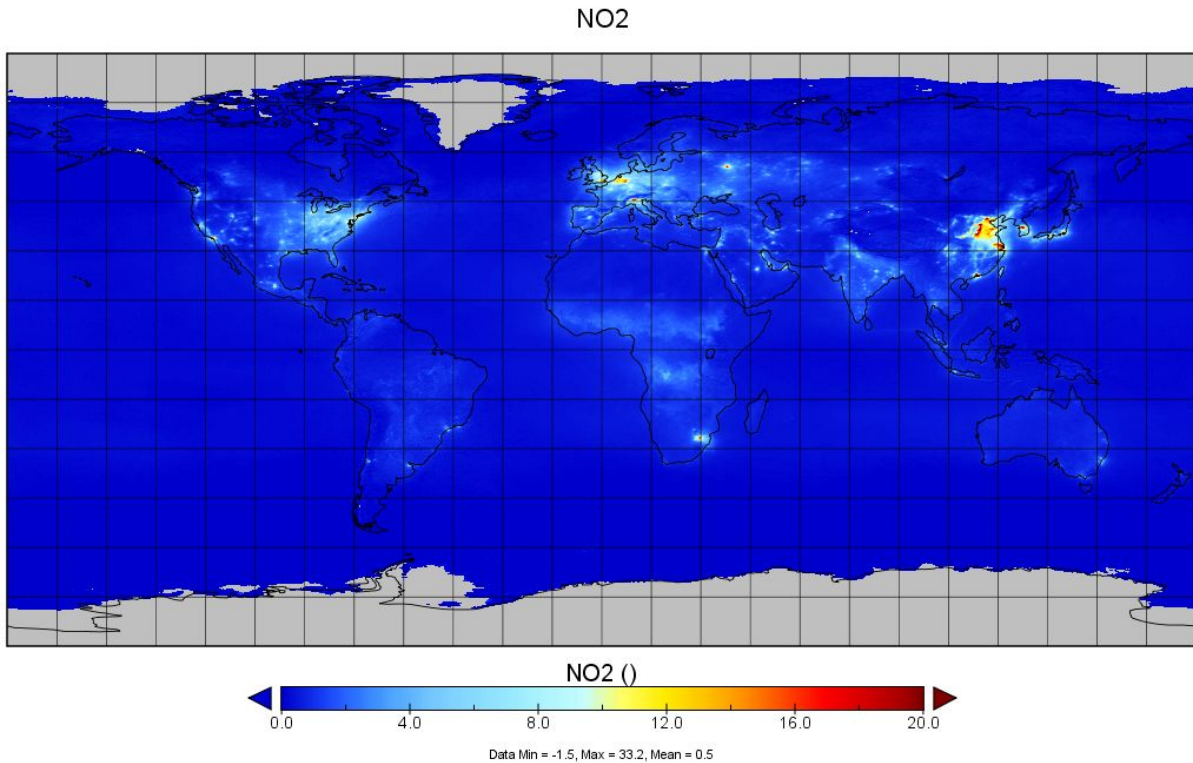 NO2
NO2 ()
0.0 4.0 8.0 12.0 16.0 20.0
Data Min = -1.5, Max = 33.2, Mean = 0.5